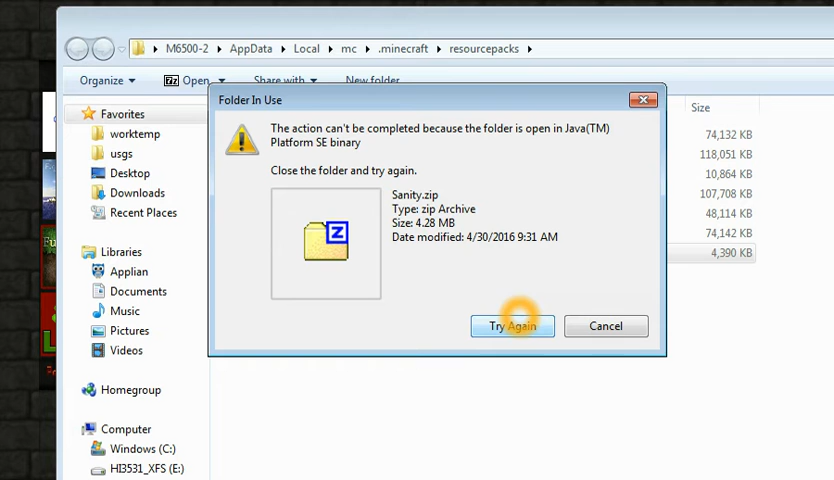 M6500-2 AppData Local mc .minecraft resourcepacks
Organize 7z Open Share with New folder
Folder In Use
The action can't be completed because the folder is open in Java(TM)
Platform SE binary
Close the folder and try again.
Sanity.zip
Type: zip Archive
Size: 4.28 MB
Date modified: 4/30/2016 9:31 AM
Z
Try Again Cancel
Favorites
worktemp
usgs
Desktop
Downloads
Recent Places
Libraries
Applian
Documents
Music
Pictures
Videos
Homegroup
Computer
Windows (C:)
HI3531_XFS (E:)
Size
74,132 KB
118,051 KB
10,864 KB
107,708 KB
48,114 KB
74,142 KB
4,390 KB